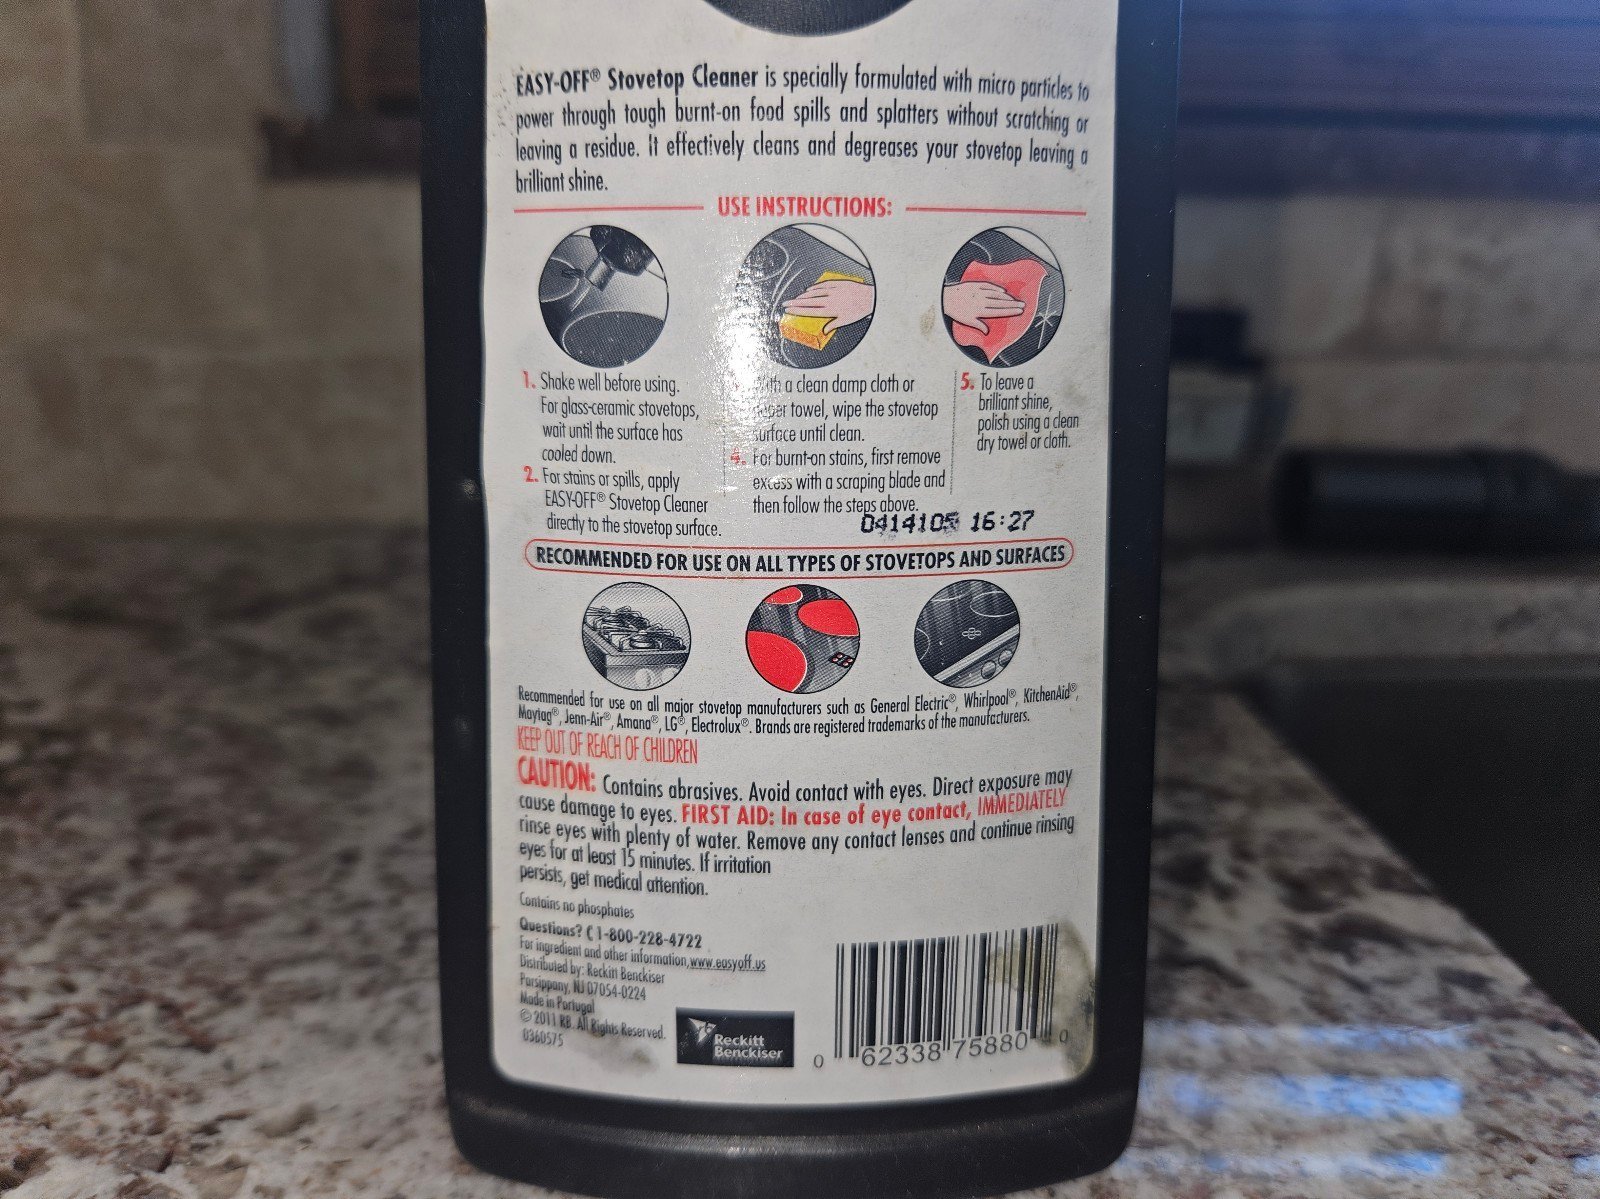 EASY-OFF® Stovetop Cleaner is specially formulated with micro particles to
power through tough burnt-on food spills and splatters without scratching or
leaving a residue. It effectively cleans and degreases your stovetop leaving a
brilliant shine.
USE INSTRUCTIONS:
1. Shake well before using.
For glass-ceramic stovetops,
wait until the surface has
cooled down.
2. For stains or spills, apply
EASY-OFF® Stovetop Cleaner
directly to the stovetop surface.
a clean damp cloth or
towel, wipe the stovetop
surface until clean.
4. For burnt-on stains, first remove
excess with a scraping blade and
then follow the steps above.
5. To leave a
brilliant shine,
polish using a clean
dry towel or cloth.
0414105 16:27
RECOMMENDED FOR USE ON ALL TYPES OF STOVETOPS AND SURFACES
Recommended for use on all major stovetop manufacturers such as General Electric®, Whirlpool®, KitchenAid®,
Maytag®, Jenn-Air®, Amana®, LG®, Electrolux®. Brands are registered trademarks of the manufacturers.
KEEP OUT OF REACH OF CHILDREN
CAUTION: Contains abrasives. Avoid contact with eyes. Direct exposure may
cause damage to eyes. FIRST AID: In case of eye contact, IMMEDIATELY
rinse eyes with plenty of water. Remove any contact lenses and continue rinsing
eyes for at least 15 minutes. If irritation
persists, get medical attention.
Contains no phosphates
Questions? 1-800-228-4722
For ingredient and other information,www.easyoff.us
Distributed by: Reckitt Benckiser
Parsippany, NJ 07054-0224
Made in Portugal
© 2011 RB. All Rights Reserved.
0360575
Reckitt
Benckiser
0 62338 75880 0